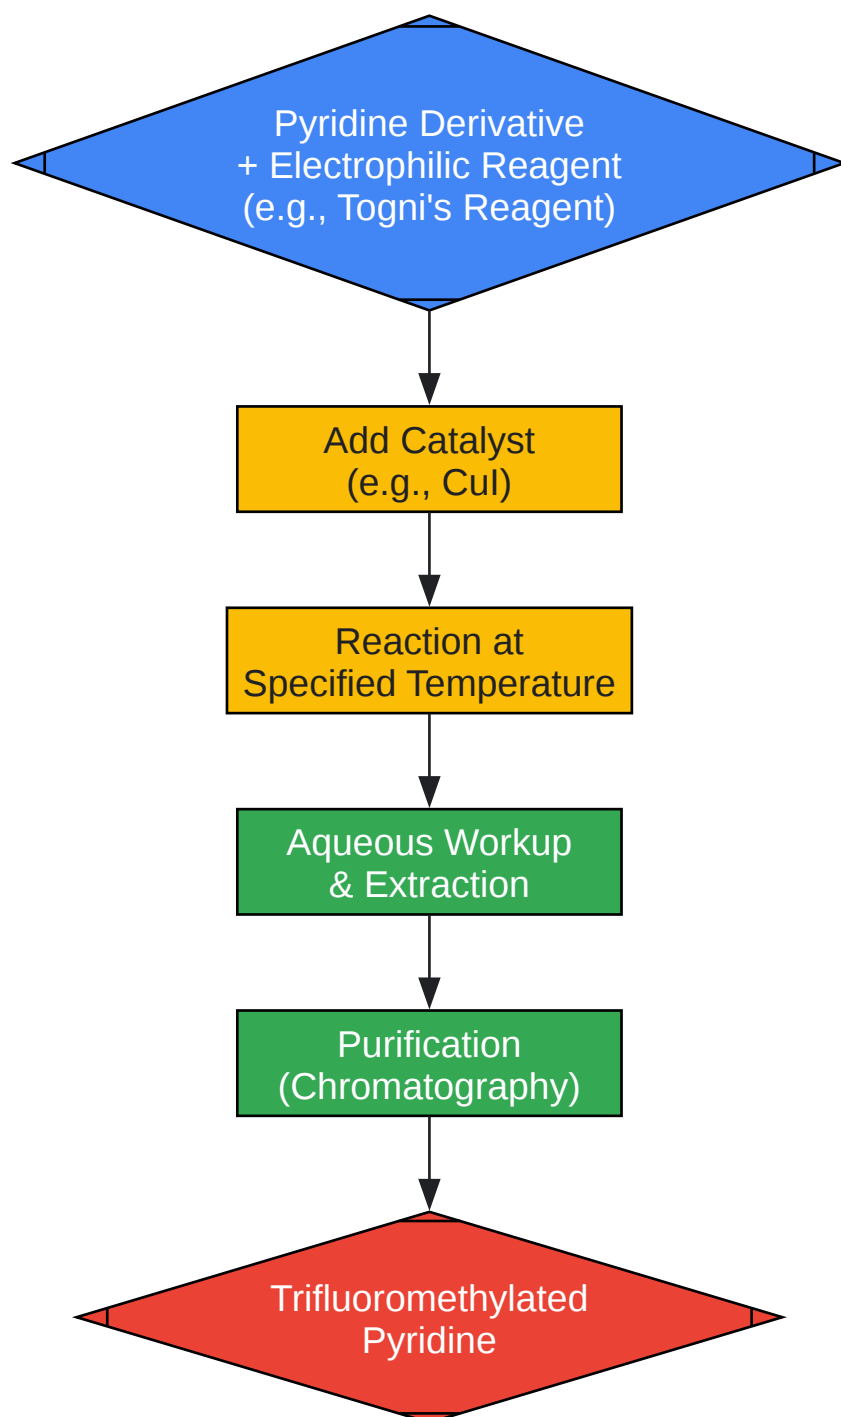 Pyridine Derivative
+ Electrophilic Reagent
(e.g., Togni's Reagent)
Add Catalyst
(e.g., CuI)
Reaction at
Specified Temperature
Aqueous Workup
& Extraction
Purification
(Chromatography)
Trifluoromethylated
Pyridine